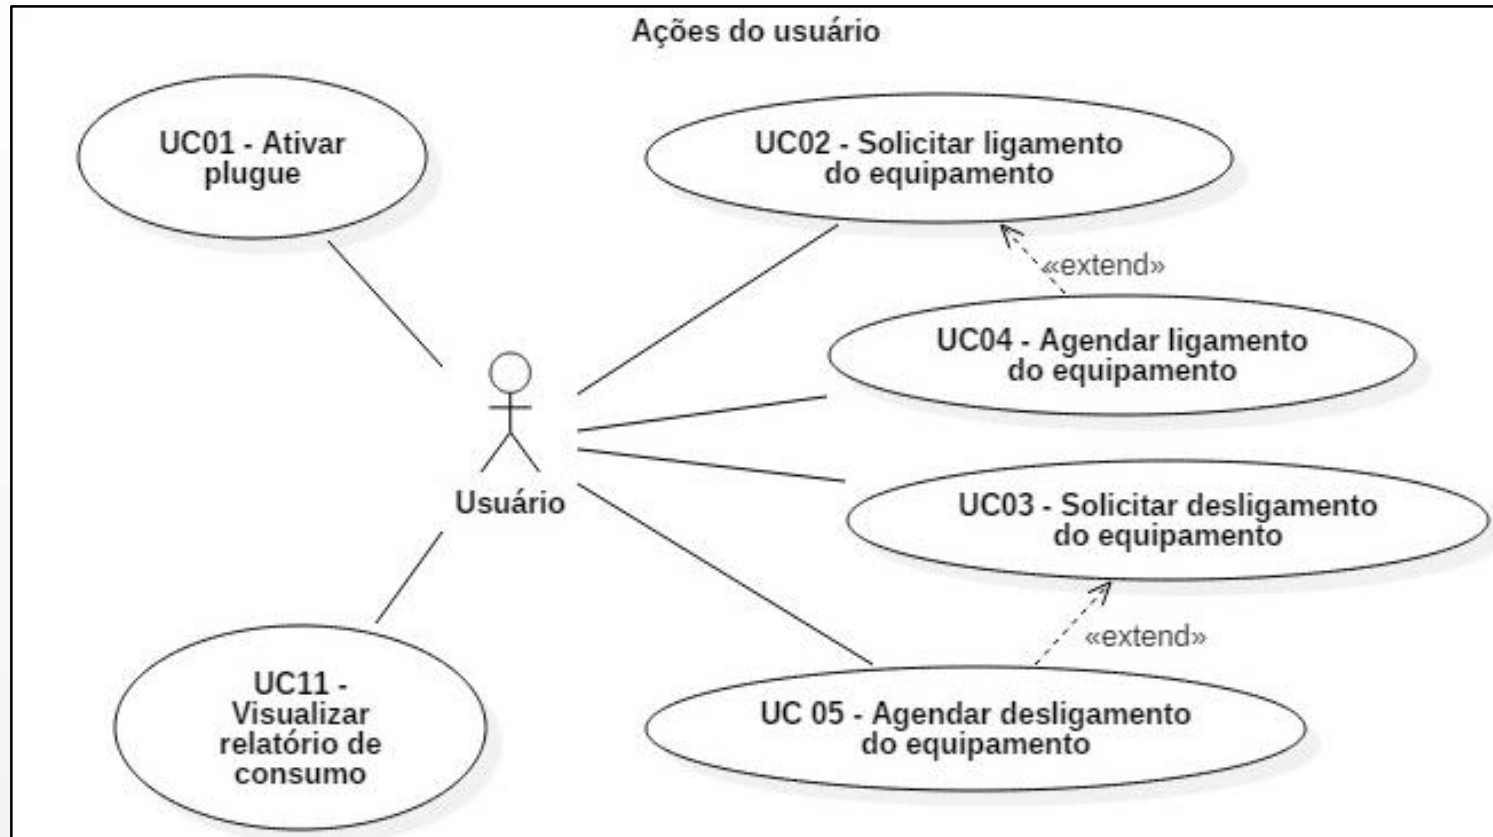 Ações do usuário
UC01 - Ativar
plugue
UC02 - Solicitar ligamento
do equipamento
«extend»
UC04 - Agendar ligamento
do equipamento
Usuário
UC03 - Solicitar desligamento
do equipamento
«extend»
UC11 -
Visualizar
relatório de
consumo
UC 05 - Agendar desligamento
do equipamento